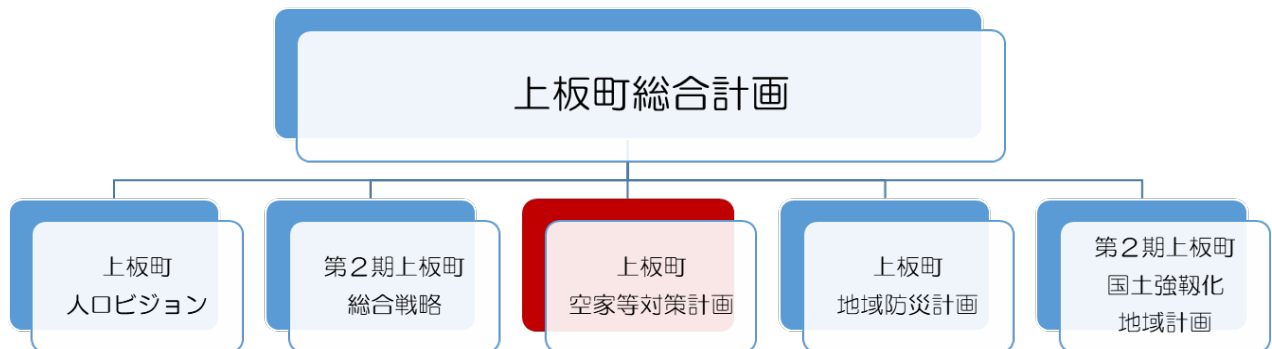 上板町総合計画
上板町
人口ビジョン
第２期上板町
総合戦略
上板町
空家等対策計画
上板町
地域防災計画
第２期上板町
国土強靱化
地域計画